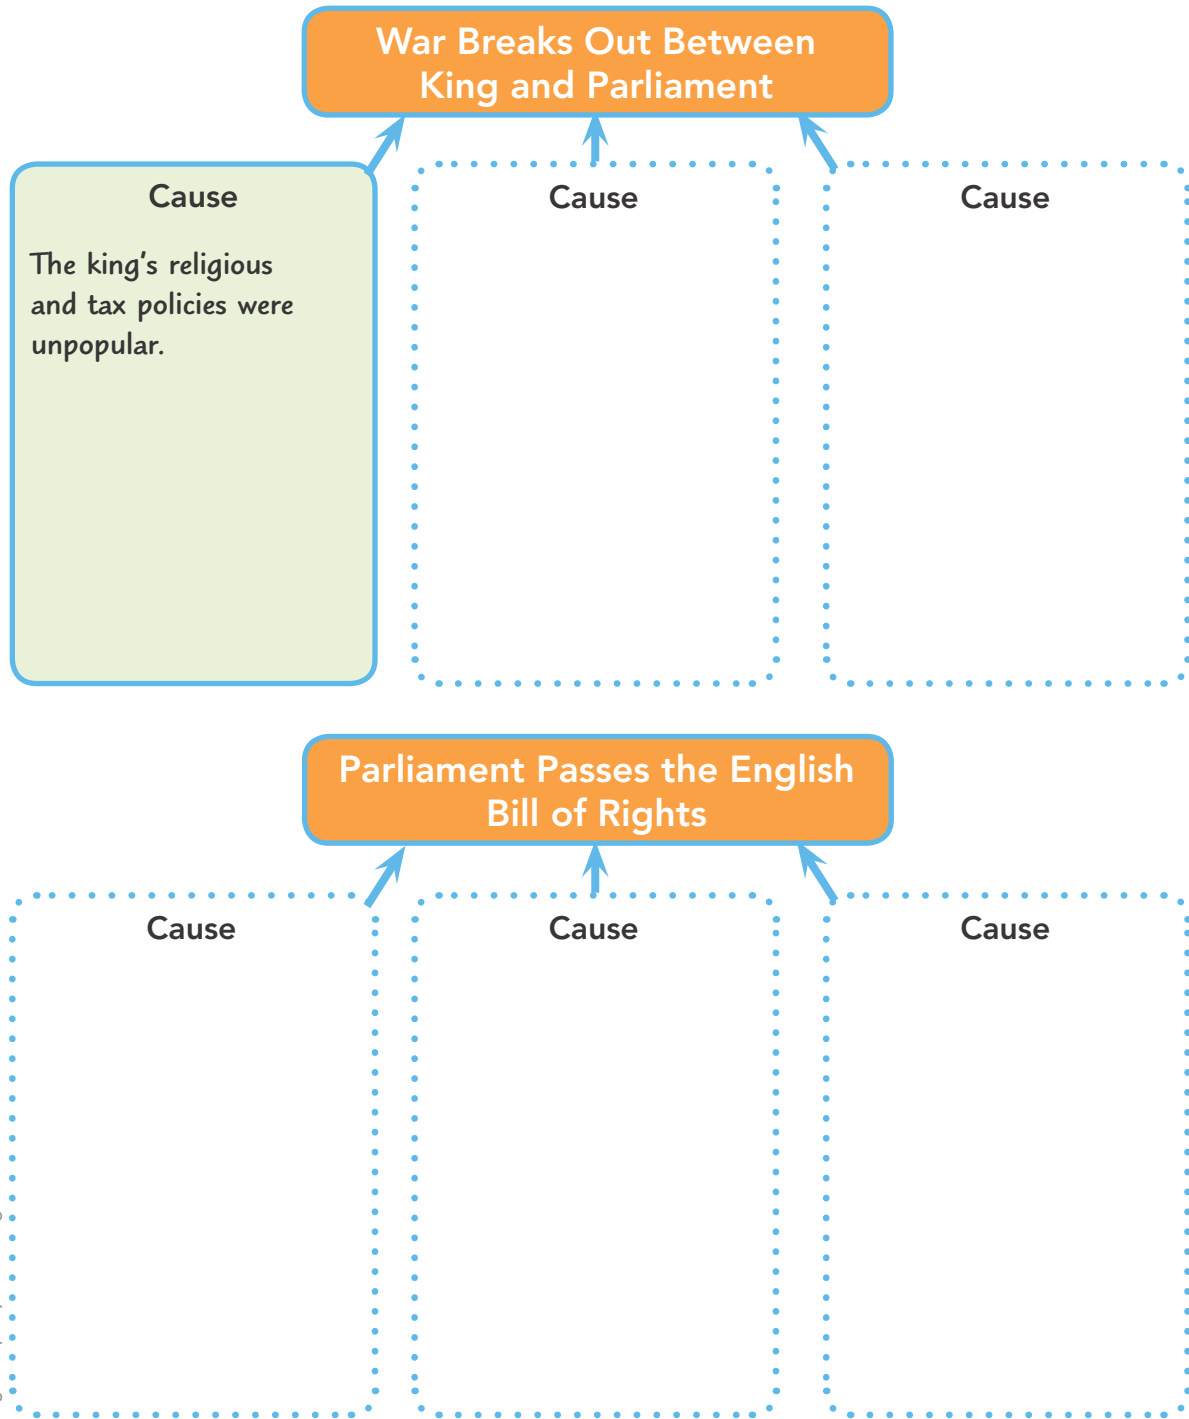 War Breaks Out Between
King and Parliament
Cause
The king's religious
and tax policies were
unpopular.
Cause
Cause
Parliament Passes the English
Bill of Rights
Cause
Cause
Cause